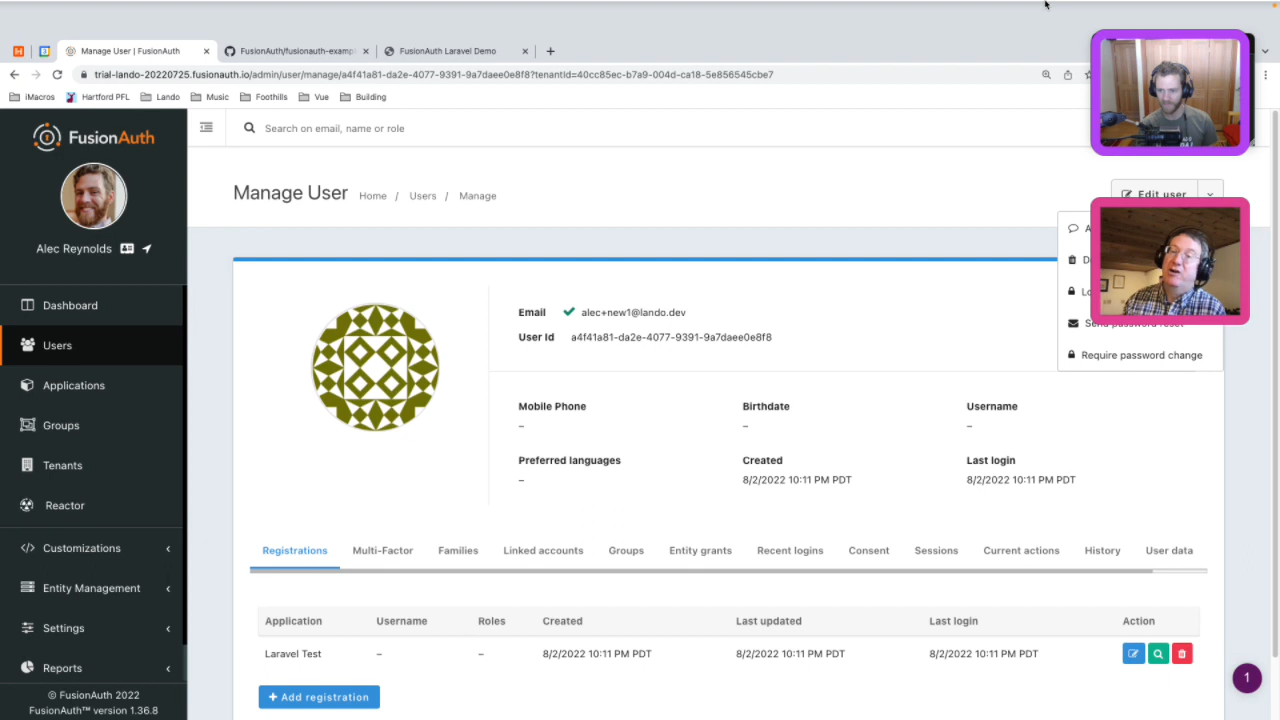 Manage User | FusionAuth
FusionAuth/fusionauth-examp
FusionAuth Laravel Demo
trial-lando-20220725.fusionauth.io/admin/user/manage/a4f41a81-da2e-4077-9391-9a7daee0e8f8?tenantId=40cc85ec-b7a9-004d-ca18-5e856545cbe7
iMacros
Hartford PFL
Lando
Music
Foothills
Vue
Building
FusionAuth
Search on email, name or role
Alec Reynolds
Dashboard
Users
Applications
Groups
Tenants
Reactor
Customizations
Entity Management
Settings
Reports
© FusionAuth 2022
FusionAuth™ version 1.36.8
Manage User
Home / Users / Manage
Edit user
Send password reset
Require password change
Email alec+new1@lando.dev
User Id a4f41a81-da2e-4077-9391-9a7daee0e8f8
Mobile Phone Birthdate Username
– – –
Preferred languages Created Last login
– 8/2/2022 10:11 PM PDT 8/2/2022 10:11 PM PDT
Registrations Multi-Factor Families Linked accounts Groups Entity grants Recent logins Consent Sessions Current actions History User data
Application Username Roles Created Last updated Last login Action
Laravel Test – – 8/2/2022 10:11 PM PDT 8/2/2022 10:11 PM PDT 8/2/2022 10:11 PM PDT
+ Add registration
1